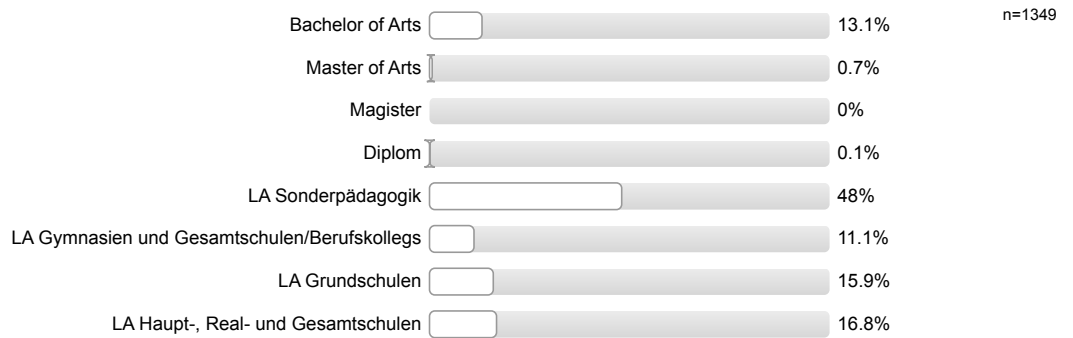 Bachelor of Arts 13.1% n=1349
Master of Arts 0.7%
Magister 0%
Diplom 0.1%
LA Sonderpädagogik 48%
LA Gymnasien und Gesamtschulen/Berufskollegs 11.1%
LA Grundschulen 15.9%
LA Haupt-, Real- und Gesamtschulen 16.8%